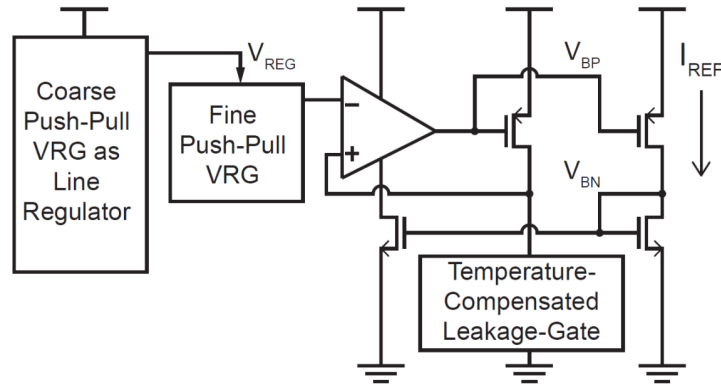 Coarse
Push-Pull
VRG as
Line
Regulator
VREG
Fine
Push-Pull
VRG
−
+
VBP
IREF
VBN
Temperature-
Compensated
Leakage-Gate